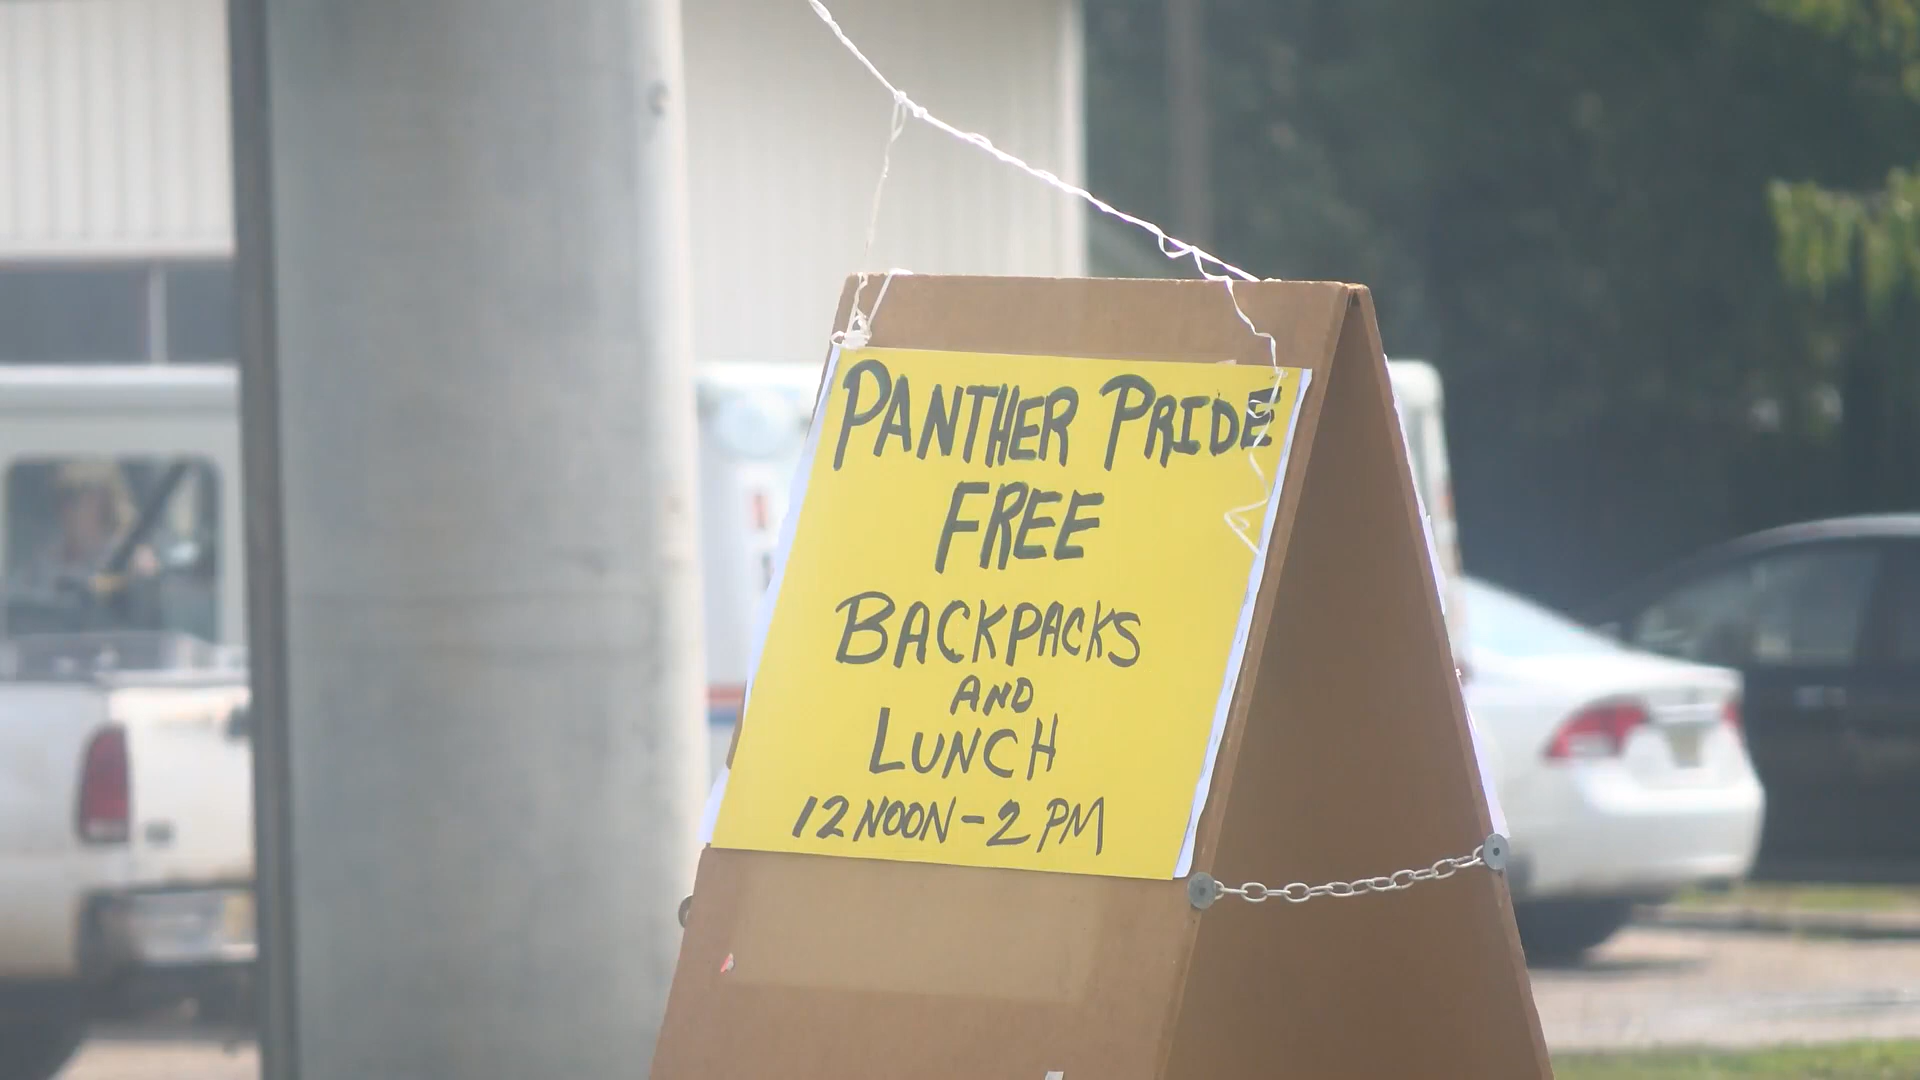 PANTHER PRIDE
FREE
BACKPACKS
AND
LUNCH
12 NOON-2 PM